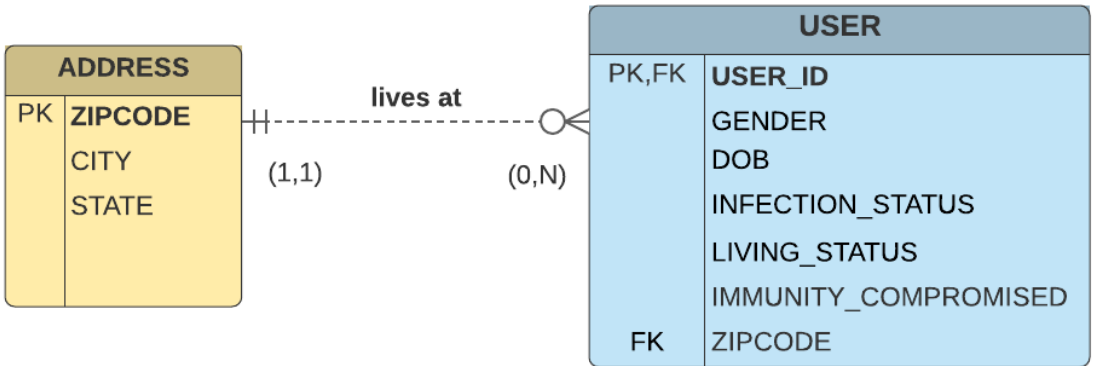 ADDRESS
PK ZIPCODE
CITY
STATE
lives at
(1,1)
(0,N)
USER
PK,FK USER_ID
GENDER
DOB
INFECTION_STATUS
LIVING_STATUS
IMMUNITY_COMPROMISED
FK ZIPCODE